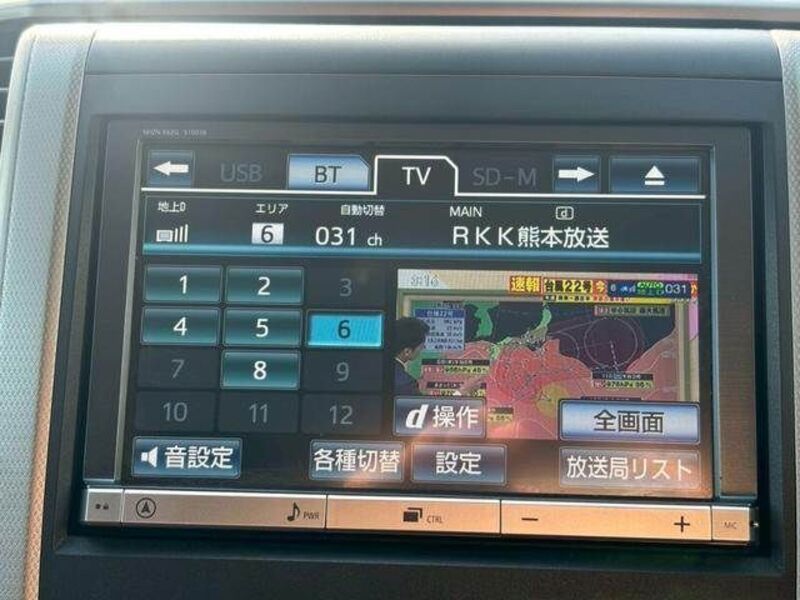 USB BT TV SD-M
地上D エリア 自動切替 MAIN d
6 031 ch RKK熊本放送
1 2 3
4 5 6
7 8 9
10 11 12
速報 台風22号 今 6 031
d操作 全画面
音設定 各種切替 設定 放送局リスト
PWR CTRL − + MIC